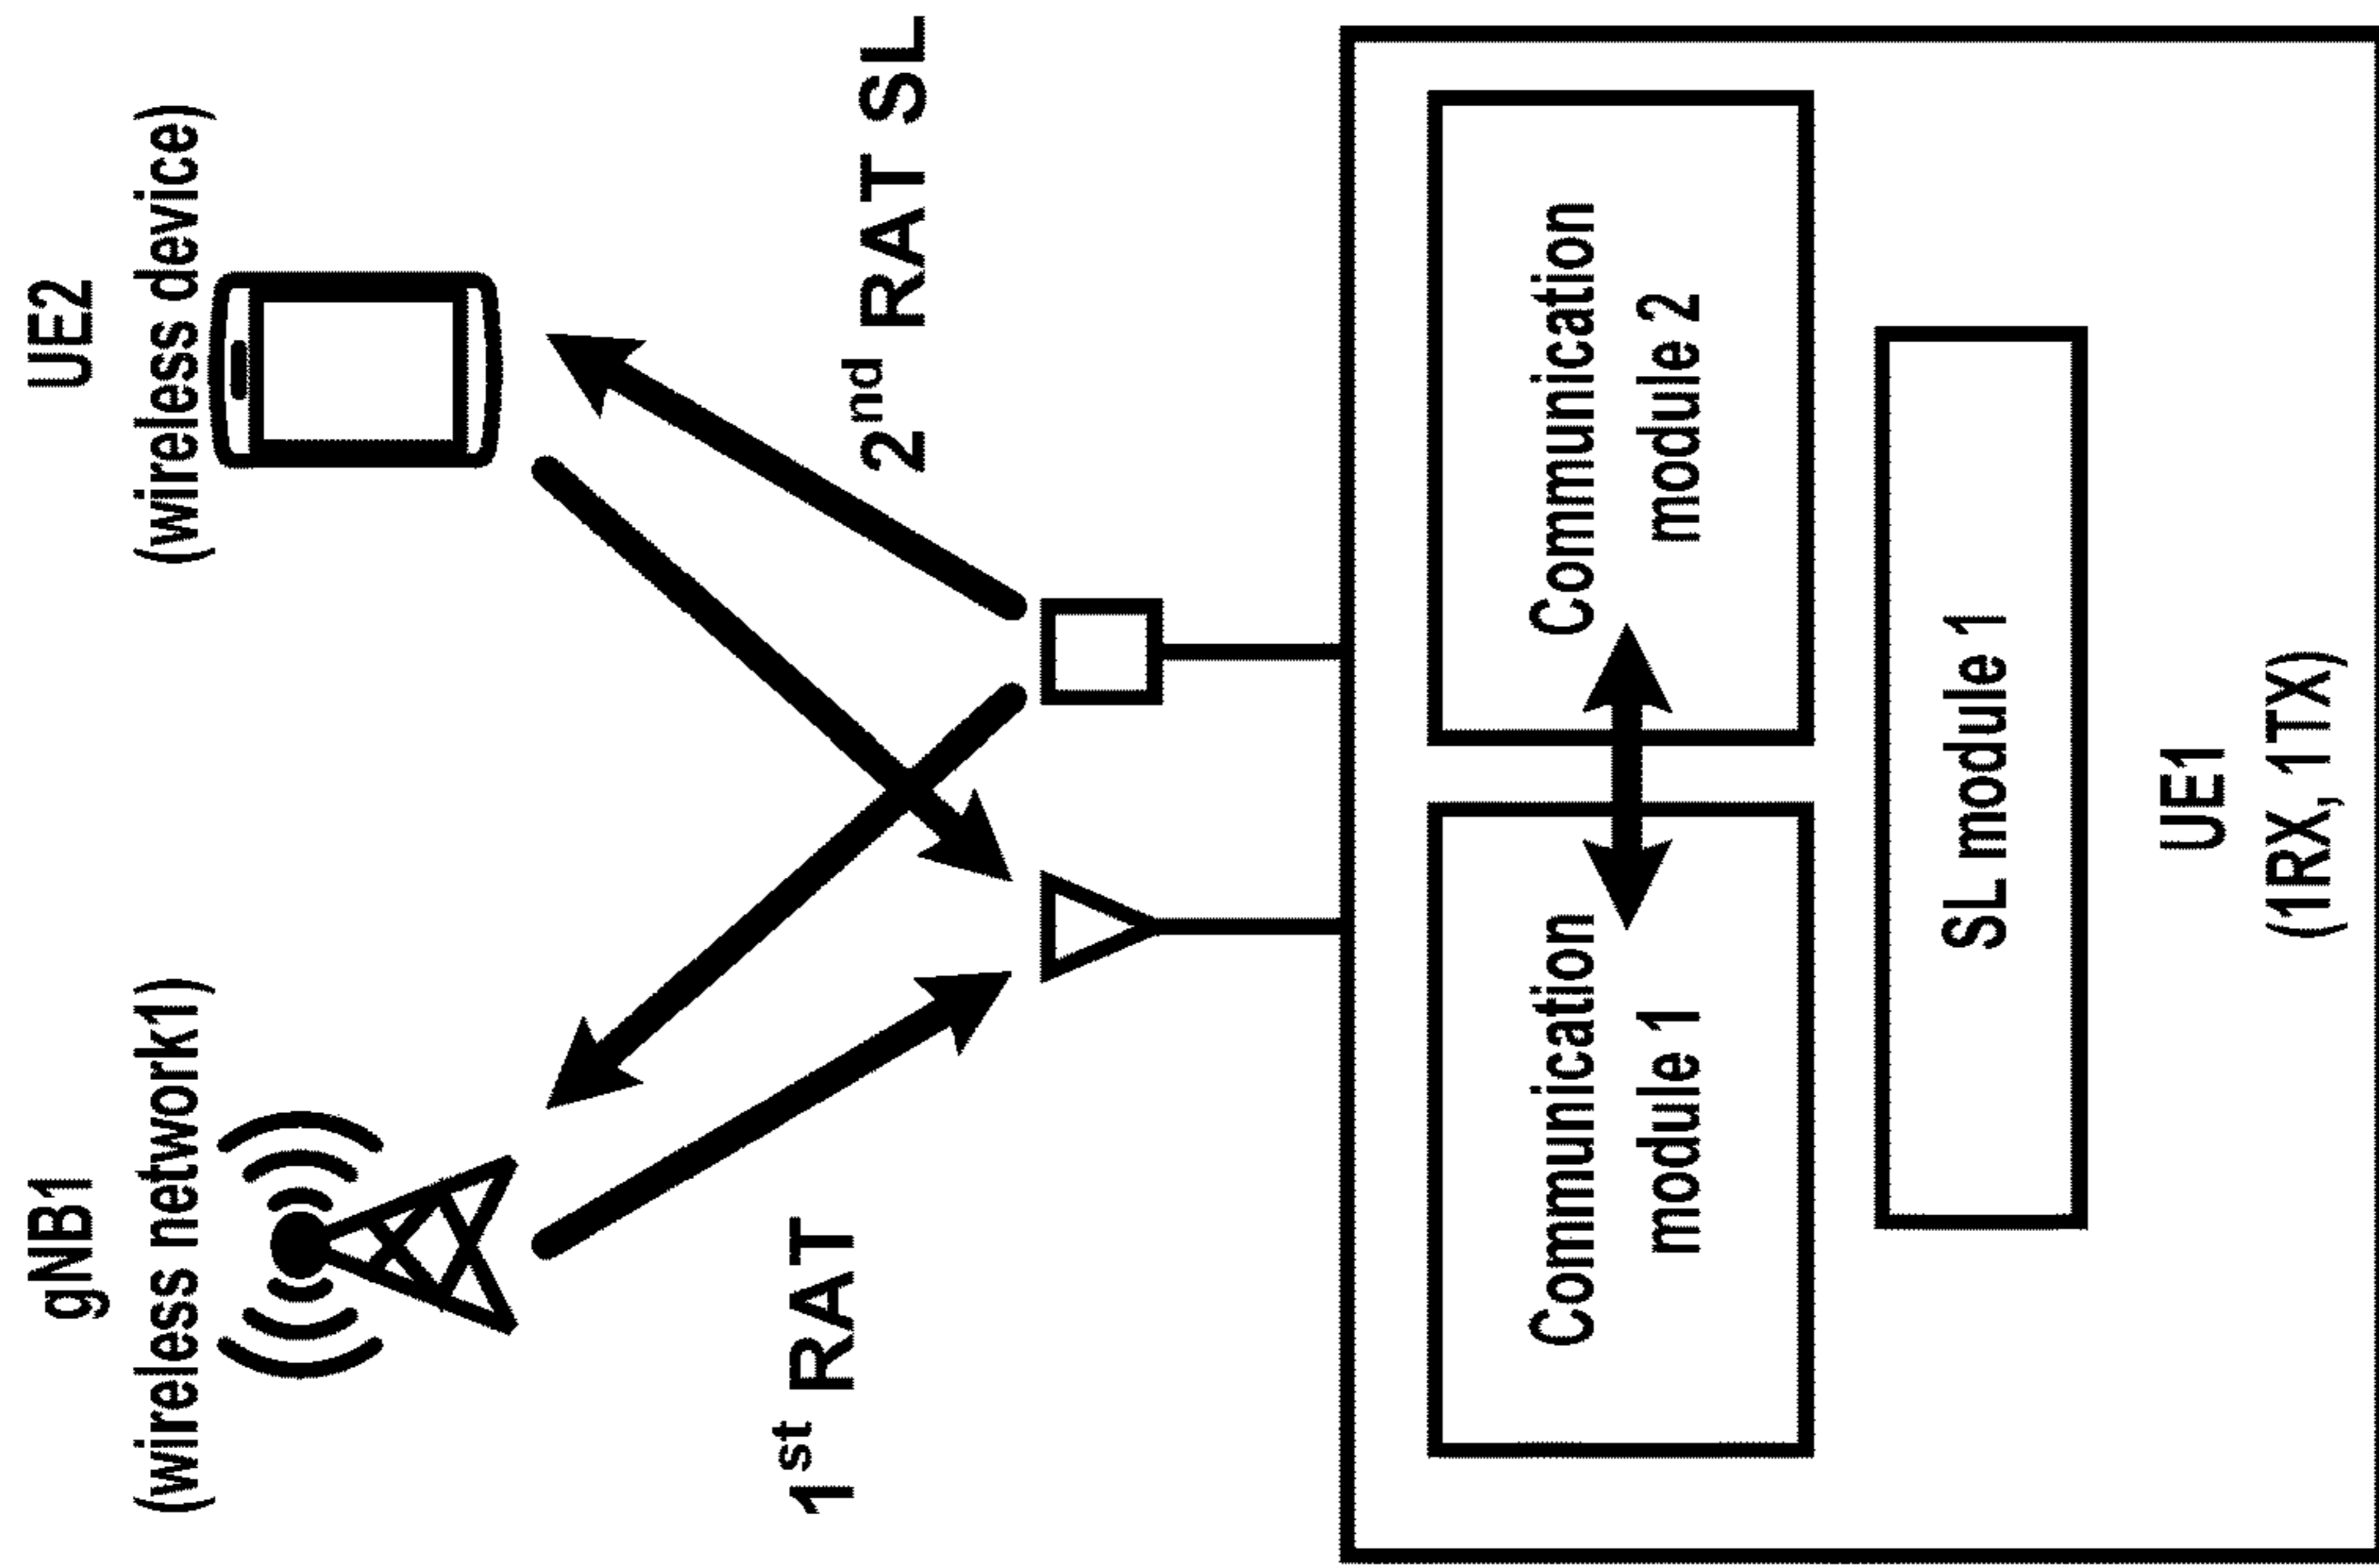 gNB1
(wireless network1)
UE2
(wireless device)
1st RAT
2nd RAT SL
Communication
module 1
Communication
module 2
SL module 1
UE1
(1RX, 1TX)